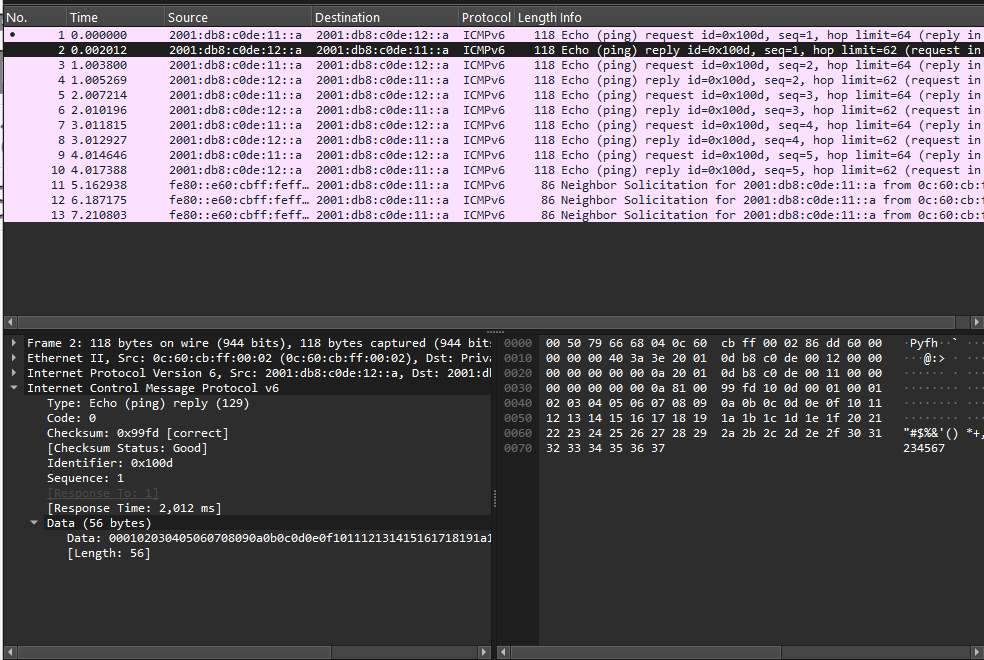 No. Time Source Destination Protocol Length Info
1 0.000000 2001:db8:c0de:11::a 2001:db8:c0de:12::a ICMPv6 118 Echo (ping) request id=0x100d, seq=1, hop limit=64 (reply in
2 0.002012 2001:db8:c0de:12::a 2001:db8:c0de:11::a ICMPv6 118 Echo (ping) reply id=0x100d, seq=1, hop limit=62 (request in
3 1.003800 2001:db8:c0de:11::a 2001:db8:c0de:12::a ICMPv6 118 Echo (ping) request id=0x100d, seq=2, hop limit=64 (reply in
4 1.005269 2001:db8:c0de:12::a 2001:db8:c0de:11::a ICMPv6 118 Echo (ping) reply id=0x100d, seq=2, hop limit=62 (request in
5 2.007214 2001:db8:c0de:11::a 2001:db8:c0de:12::a ICMPv6 118 Echo (ping) request id=0x100d, seq=3, hop limit=64 (reply in
6 2.010196 2001:db8:c0de:12::a 2001:db8:c0de:11::a ICMPv6 118 Echo (ping) reply id=0x100d, seq=3, hop limit=62 (request in
7 3.011815 2001:db8:c0de:11::a 2001:db8:c0de:12::a ICMPv6 118 Echo (ping) request id=0x100d, seq=4, hop limit=64 (reply in
8 3.012927 2001:db8:c0de:12::a 2001:db8:c0de:11::a ICMPv6 118 Echo (ping) reply id=0x100d, seq=4, hop limit=62 (request in
9 4.014646 2001:db8:c0de:11::a 2001:db8:c0de:12::a ICMPv6 118 Echo (ping) request id=0x100d, seq=5, hop limit=64 (reply in
10 4.017388 2001:db8:c0de:12::a 2001:db8:c0de:11::a ICMPv6 118 Echo (ping) reply id=0x100d, seq=5, hop limit=62 (request in
11 5.162938 fe80::e60:cbff:feff… 2001:db8:c0de:11::a ICMPv6 86 Neighbor Solicitation for 2001:db8:c0de:11::a from 0c:60:cb:f
12 6.187175 fe80::e60:cbff:feff… 2001:db8:c0de:11::a ICMPv6 86 Neighbor Solicitation for 2001:db8:c0de:11::a from 0c:60:cb:f
13 7.210803 fe80::e60:cbff:feff… 2001:db8:c0de:11::a ICMPv6 86 Neighbor Solicitation for 2001:db8:c0de:11::a from 0c:60:cb:f
Frame 2: 118 bytes on wire (944 bits), 118 bytes captured (944 bit
Ethernet II, Src: 0c:60:cb:ff:00:02 (0c:60:cb:ff:00:02), Dst: Priva
Internet Protocol Version 6, Src: 2001:db8:c0de:12::a, Dst: 2001:d
Internet Control Message Protocol v6
Type: Echo (ping) reply (129)
Code: 0
Checksum: 0x99fd [correct]
[Checksum Status: Good]
Identifier: 0x100d
Sequence: 1
[Response To: 1]
[Response Time: 2,012 ms]
Data (56 bytes)
Data: 000102030405060708090a0b0c0d0e0f101112131415161718191a1
[Length: 56]
0000 00 50 79 66 68 04 0c 60 cb ff 00 02 86 dd 60 00 ·Pyfh··`
0010 00 00 00 40 3a 3e 20 01 0d b8 c0 de 00 12 00 00 ···@:>
0020 00 00 00 00 00 0a 20 01 0d b8 c0 de 00 11 00 00
0030 00 00 00 00 00 0a 81 00 99 fd 10 0d 00 01 00 01
0040 02 03 04 05 06 07 08 09 0a 0b 0c 0d 0e 0f 10 11
0050 12 13 14 15 16 17 18 19 1a 1b 1c 1d 1e 1f 20 21
0060 22 23 24 25 26 27 28 29 2a 2b 2c 2d 2e 2f 30 31 "#$%&'() *+,
0070 32 33 34 35 36 37 234567